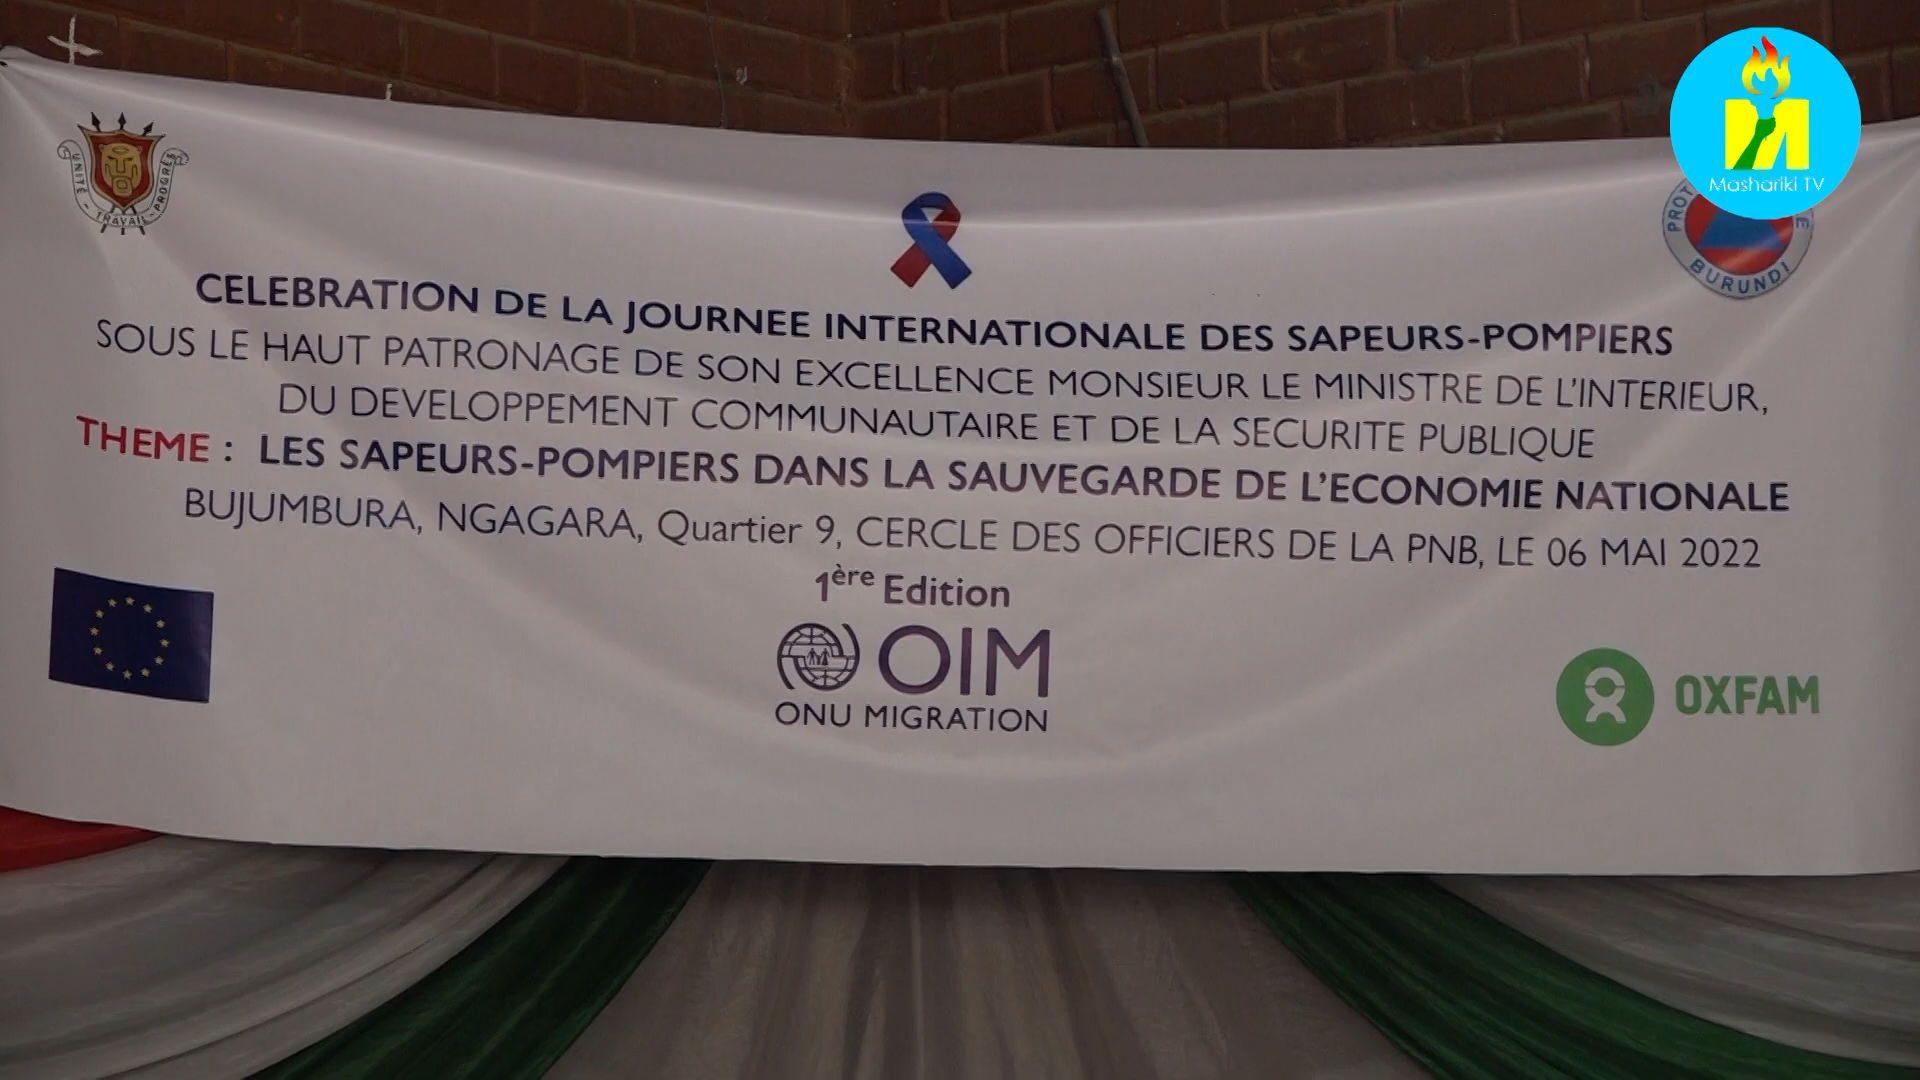 Mashariki TV
UNITE - TRAVAIL - PROGRES
BURUNDI
CELEBRATION DE LA JOURNEE INTERNATIONALE DES SAPEURS-POMPIERS
SOUS LE HAUT PATRONAGE DE SON EXCELLENCE MONSIEUR LE MINISTRE DE L'INTERIEUR,
DU DEVELOPPEMENT COMMUNAUTAIRE ET DE LA SECURITE PUBLIQUE
THEME : LES SAPEURS-POMPIERS DANS LA SAUVEGARDE DE L'ECONOMIE NATIONALE
BUJUMBURA, NGAGARA, Quartier 9, CERCLE DES OFFICIERS DE LA PNB, LE 06 MAI 2022
1ère Edition
OIM
ONU MIGRATION
OXFAM